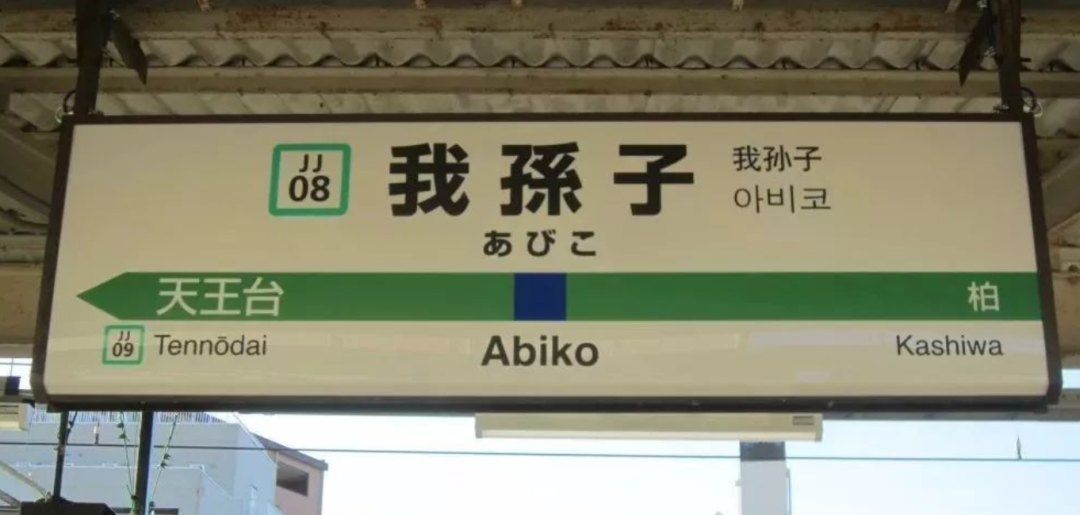 JJ
08
我孫子
我孙子
아비코
あびこ
天王台
柏
JJ
09
Tennōdai
Abiko
Kashiwa